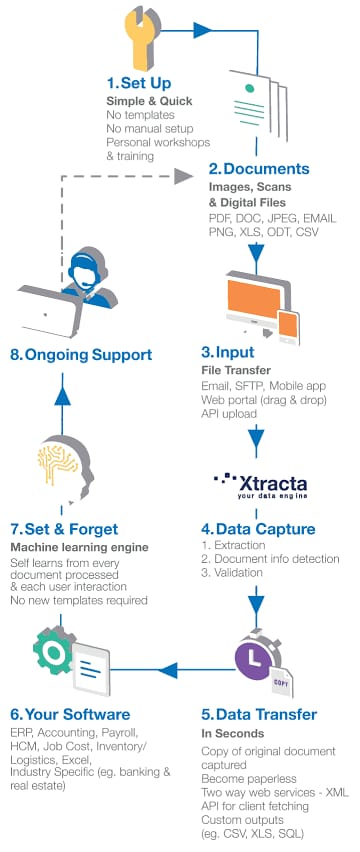 1. Set Up
Simple & Quick
No templates
No manual setup
Personal workshops
& training
2. Documents
Images, Scans
& Digital Files
PDF, DOC, JPEG, EMAIL
PNG, XLS, ODT, CSV
3. Input
File Transfer
Email, SFTP, Mobile app
Web portal (drag & drop)
API upload
Xtracta
your data engine
4. Data Capture
1. Extraction
2. Document info detection
3. Validation
COPY
5. Data Transfer
In Seconds
Copy of original document
captured
Become paperless
Two way web services - XML
API for client fetching
Custom outputs
(eg. CSV, XLS, SQL)
6. Your Software
ERP, Accounting, Payroll,
HCM, Job Cost, Inventory/
Logistics, Excel,
Industry Specific (eg. banking &
real estate)
7. Set & Forget
Machine learning engine
Self learns from every
document processed
& each user interaction
No new templates required
8. Ongoing Support